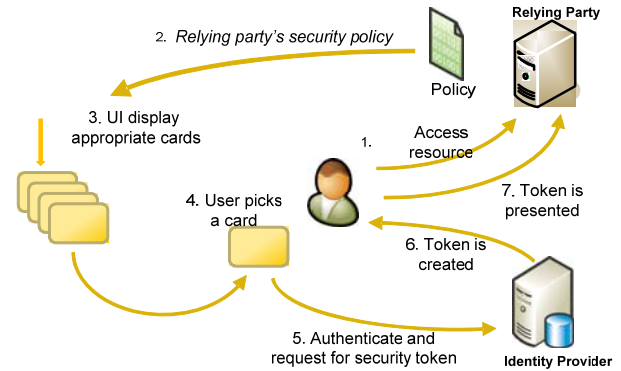 Relying Party
2. Relying party's security policy
Policy
3. UI display
appropriate cards
1. Access
resource
4. User picks
a card
7. Token is
presented
6. Token is
created
5. Authenticate and
request for security token
Identity Provider